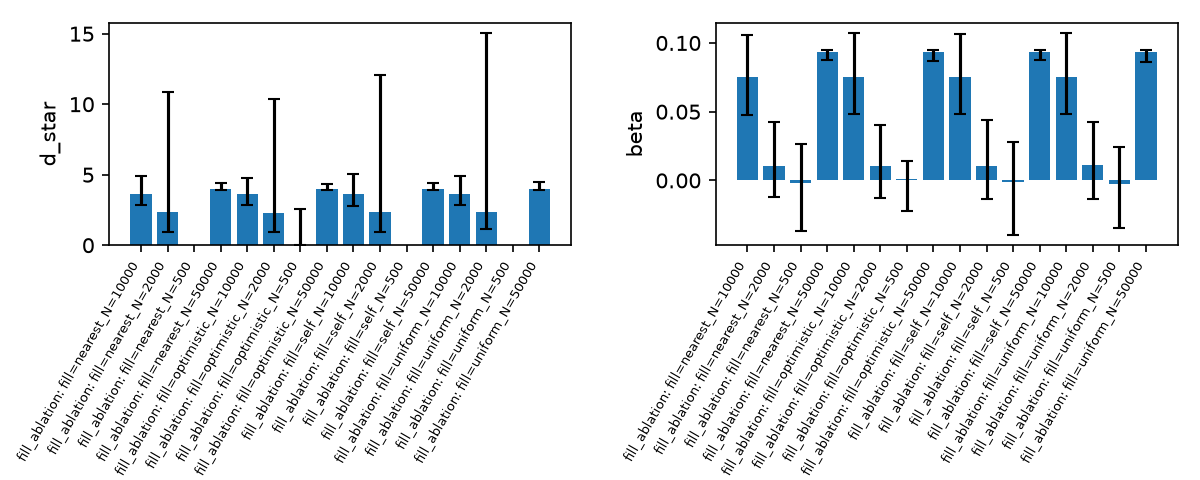 15
10
5
0
d_star
fill_ablation: fill=nearest_N=10000
fill_ablation: fill=nearest_N=2000
fill_ablation: fill=nearest_N=500
fill_ablation: fill=nearest_N=50000
fill_ablation: fill=optimistic_N=10000
fill_ablation: fill=optimistic_N=2000
fill_ablation: fill=optimistic_N=500
fill_ablation: fill=optimistic_N=50000
fill_ablation: fill=self_N=10000
fill_ablation: fill=self_N=2000
fill_ablation: fill=self_N=500
fill_ablation: fill=self_N=50000
fill_ablation: fill=uniform_N=10000
fill_ablation: fill=uniform_N=2000
fill_ablation: fill=uniform_N=500
fill_ablation: fill=uniform_N=50000
0.10
0.05
0.00
beta
fill_ablation: fill=nearest_N=10000
fill_ablation: fill=nearest_N=2000
fill_ablation: fill=nearest_N=500
fill_ablation: fill=nearest_N=50000
fill_ablation: fill=optimistic_N=10000
fill_ablation: fill=optimistic_N=2000
fill_ablation: fill=optimistic_N=500
fill_ablation: fill=optimistic_N=50000
fill_ablation: fill=self_N=10000
fill_ablation: fill=self_N=2000
fill_ablation: fill=self_N=500
fill_ablation: fill=self_N=50000
fill_ablation: fill=uniform_N=10000
fill_ablation: fill=uniform_N=2000
fill_ablation: fill=uniform_N=500
fill_ablation: fill=uniform_N=50000